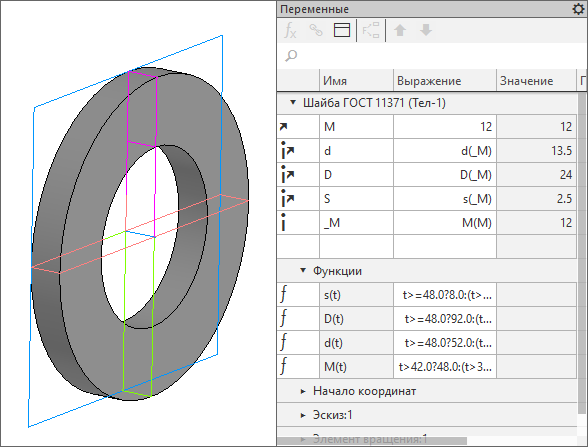 Переменные
Имя Выражение Значение
Шайба ГОСТ 11371 (Тел-1)
M 12 12
d d(_M) 13.5
D D(_M) 24
S s(_M) 2.5
_M M(M) 12
Функции
s(t) t>=48.0?8.0:(t>...
D(t) t>=48.0?92.0:(t...
d(t) t>=48.0?52.0:(t...
M(t) t>42.0?48.0:(t>3...
Начало координат
Эскиз:1
Элемент вращения:1